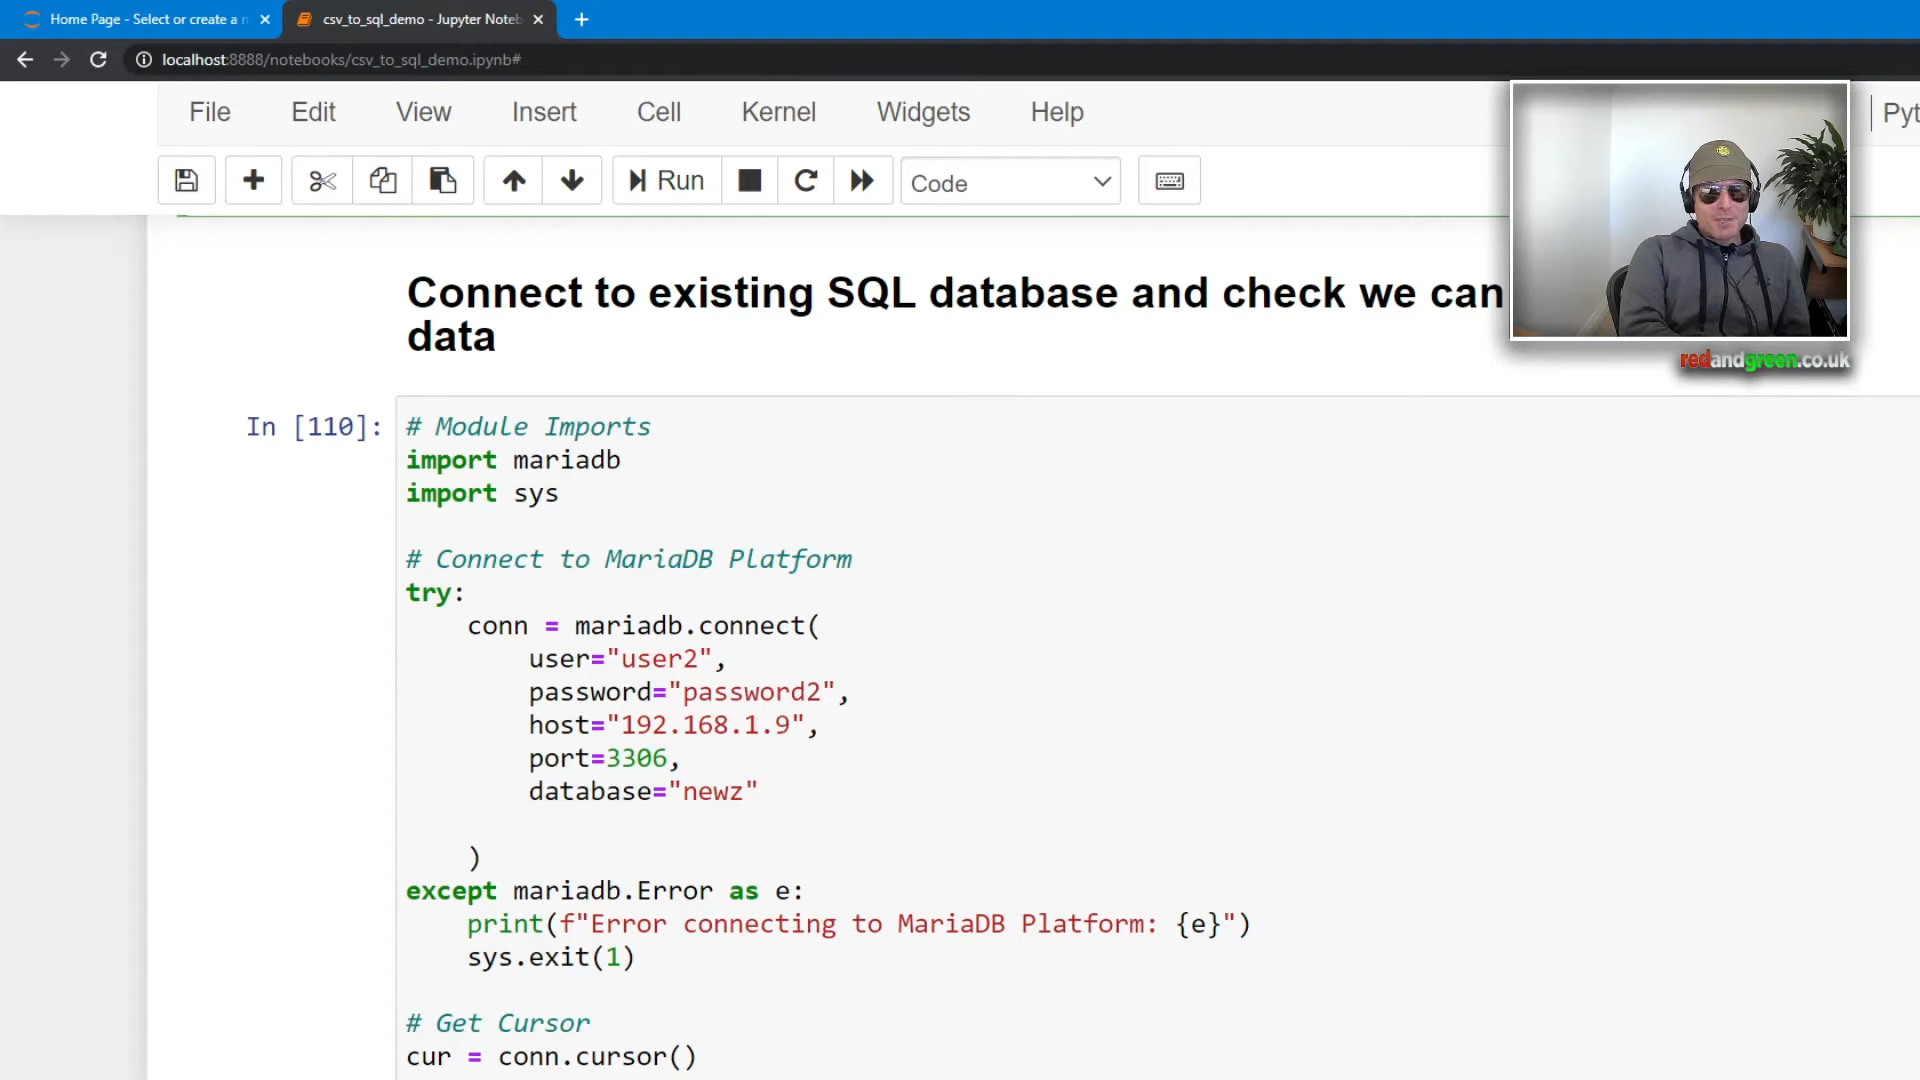 Home Page - Select or create a n
csv_to_sql_demo - Jupyter Noteb
localhost:8888/notebooks/csv_to_sql_demo.ipynb#
File Edit View Insert Cell Kernel Widgets Help
Run Code
Connect to existing SQL database and check we can
data
redandgreen.co.uk
In [110]:
# Module Imports
import mariadb
import sys
# Connect to MariaDB Platform
try:
conn = mariadb.connect(
user="user2",
password="password2",
host="192.168.1.9",
port=3306,
database="newz"
)
except mariadb.Error as e:
print(f"Error connecting to MariaDB Platform: {e}")
sys.exit(1)
# Get Cursor
cur = conn.cursor()